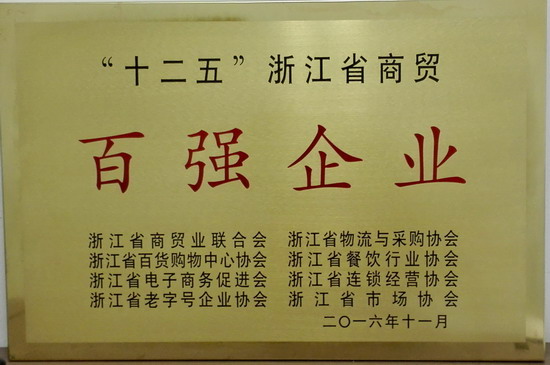 “十二五”浙江省商贸
百强企业
浙江省商贸业联合会 浙江省物流与采购协会
浙江省百货购物中心协会 浙江省餐饮行业协会
浙江省电子商务促进会 浙江省连锁经营协会
浙江省老字号企业协会 浙江省市场协会
二〇一六年十一月